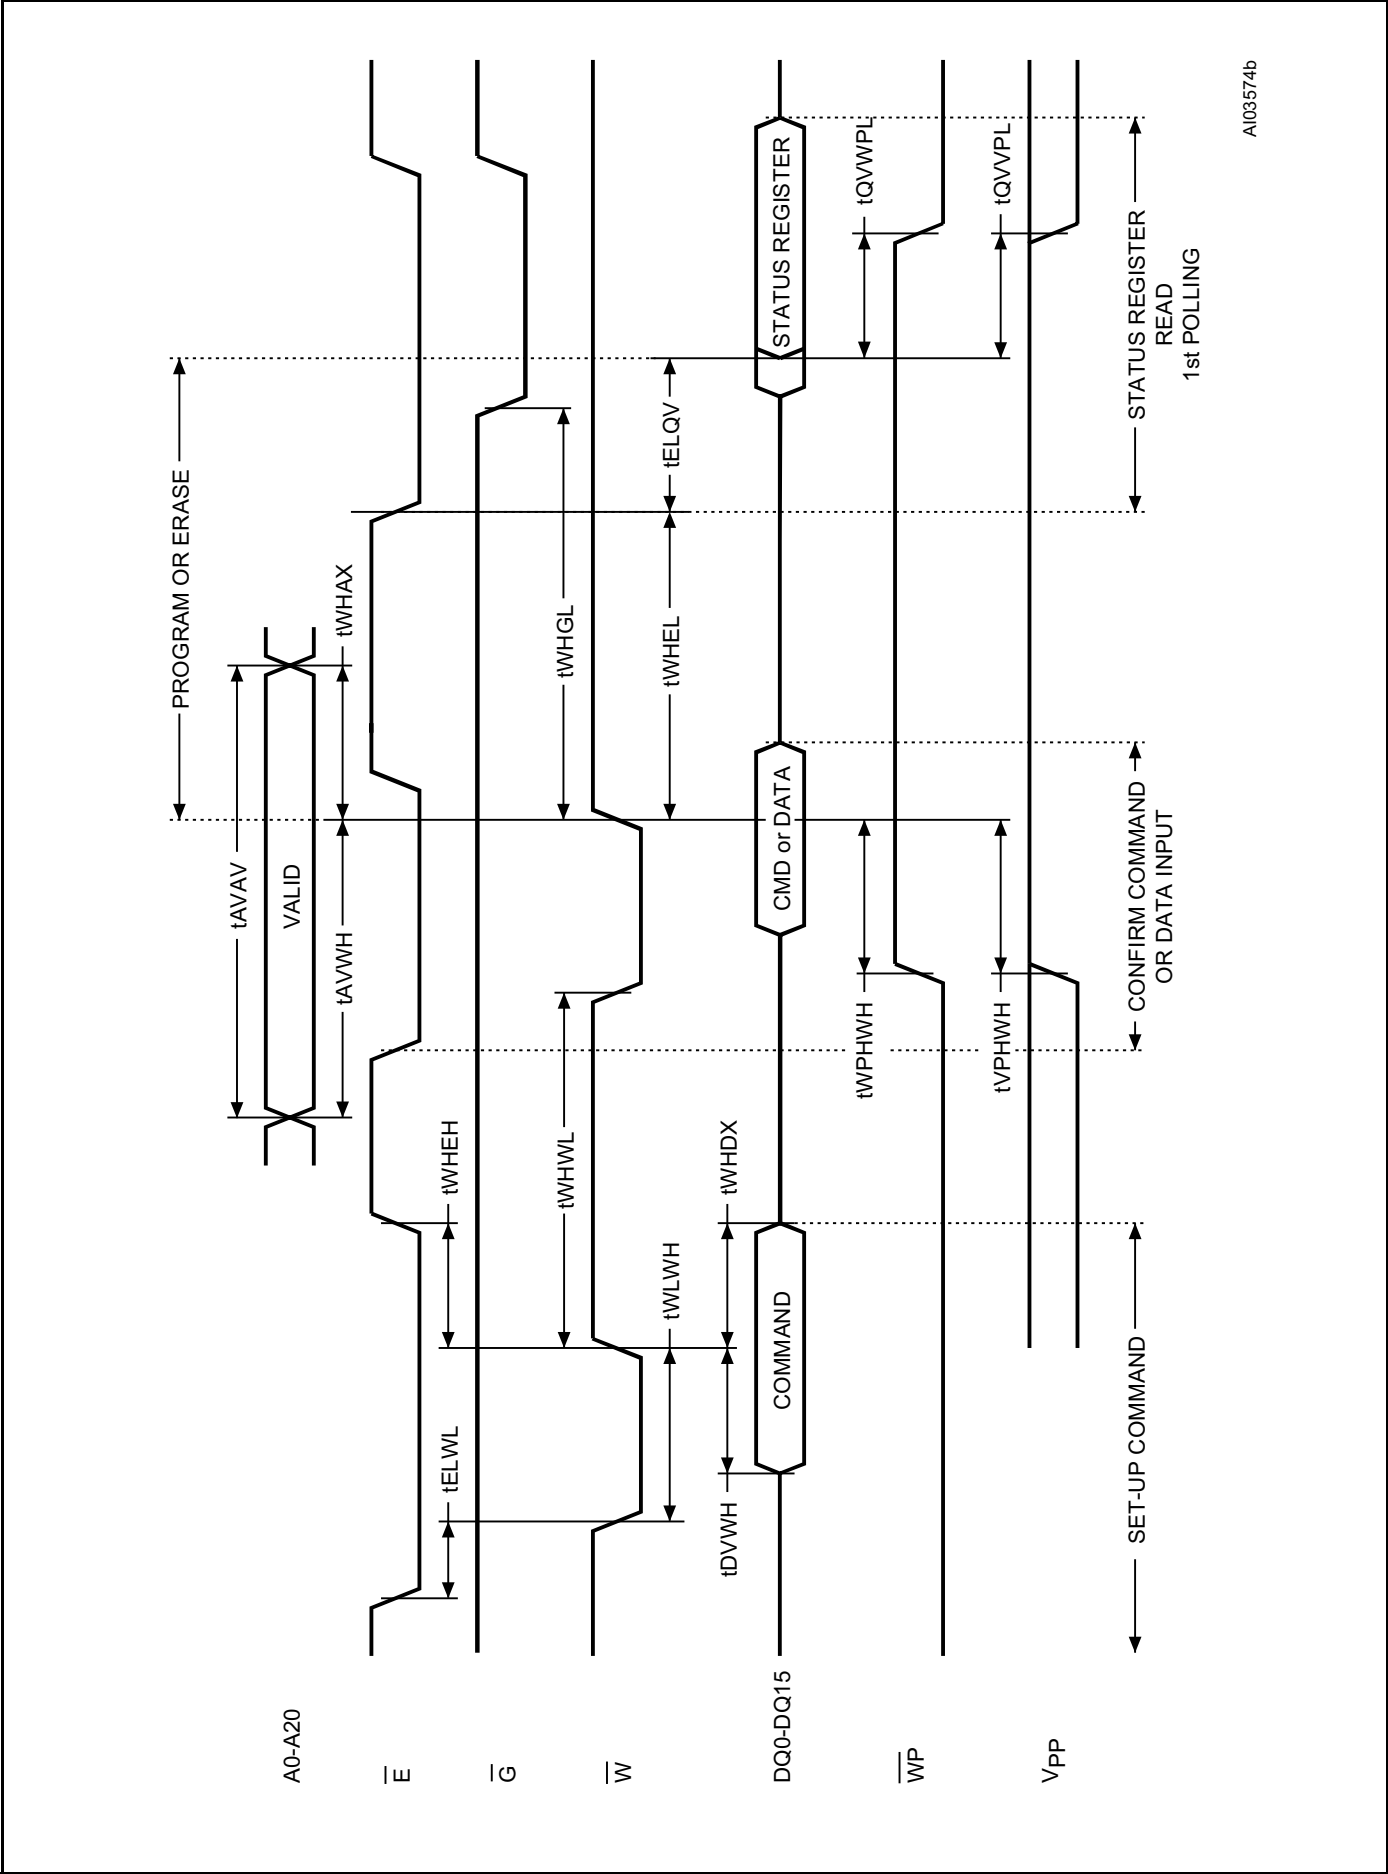 PROGRAM OR ERASE
tAVAV
A0-A20
VALID
tAVWH
tWHAX
E
tELWL
tWHEH
G
tWHWL
tWHGL
W
tWLWH
tWHEL
tELQV
tDVWH
tWHDX
DQ0-DQ15
COMMAND
CMD or DATA
STATUS REGISTER
tWPHWH
tQVWPL
WP
tVPHWH
tQVVPL
VPP
SET-UP COMMAND
CONFIRM COMMAND
OR DATA INPUT
STATUS REGISTER
READ
1st POLLING
AI03574b